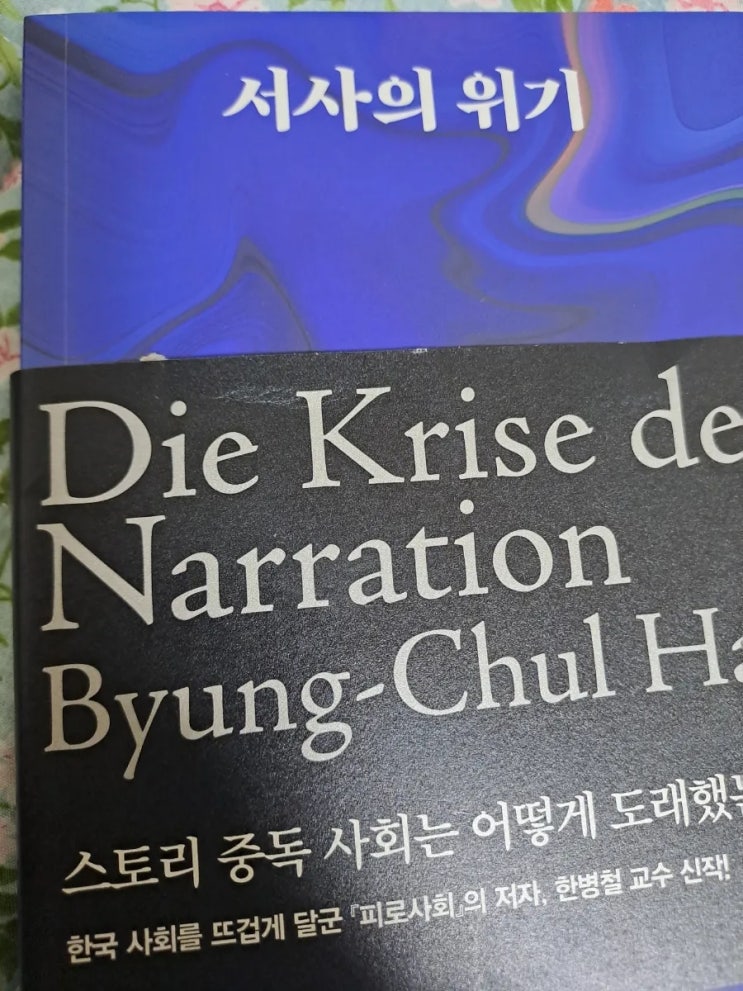 서사의 위기
Die Krise de
Narration
Byung-Chul Ha
스토리 중독 사회는 어떻게 도래했
한국 사회를 뜨겁게 달군 『피로사회』의 저자, 한병철 교수 신작!